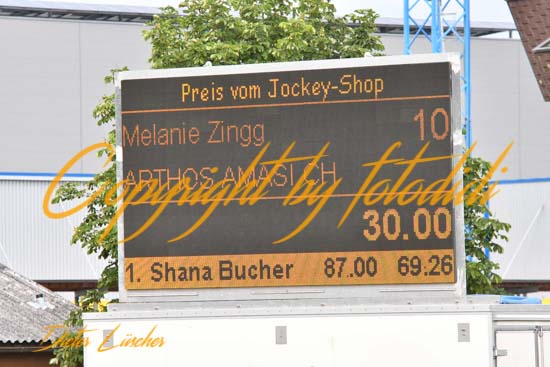 Preis vom Jockey-Shop
Melanie Zingg 10
ARTHOS AMASI CH
Copyright by fotodidi
30.00
1. Shana Bucher 87.00 69:26
Dieter Lüscher